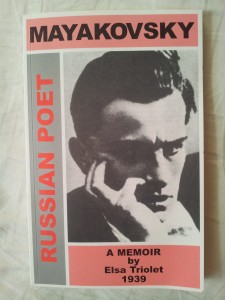 MAYAKOVSKY
RUSSIAN POET
A MEMOIR
by
Elsa Triolet
1939